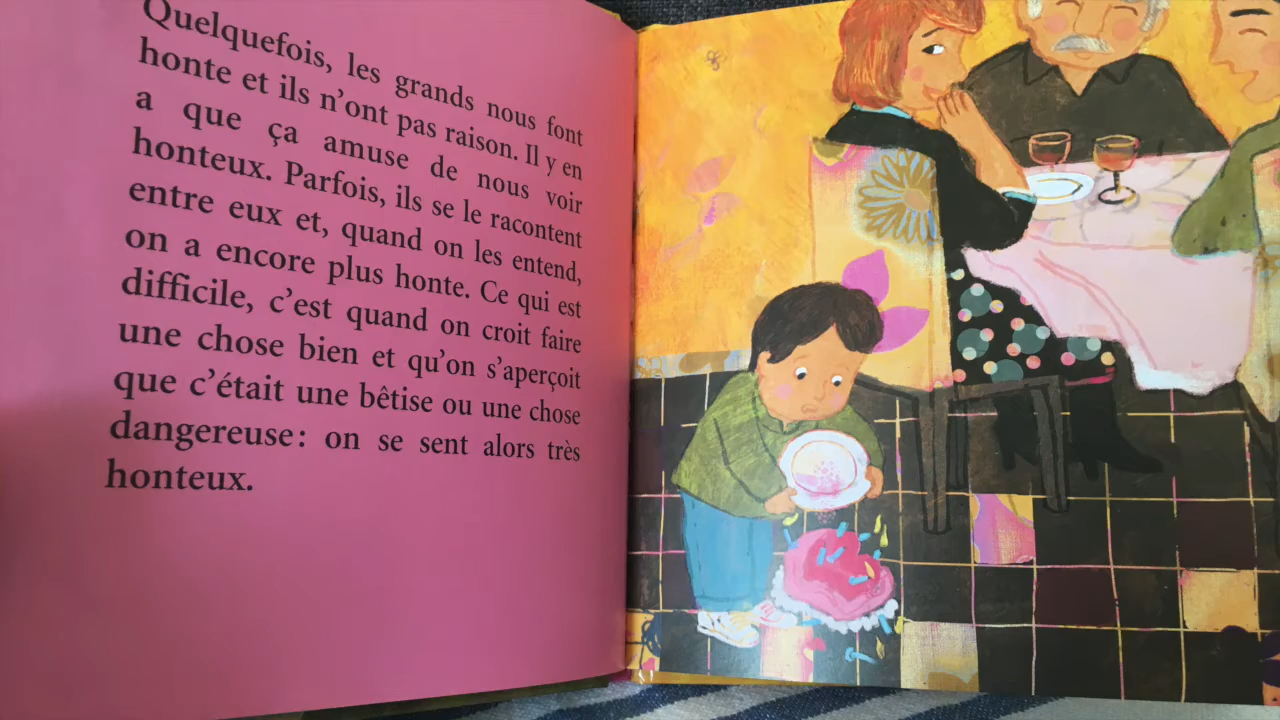 Quelquefois, les grands nous font
honte et ils n'ont pas raison. Il y en
a que ça amuse de nous voir
honteux. Parfois, ils se le racontent
entre eux et, quand on les entend,
on a encore plus honte. Ce qui est
difficile, c'est quand on croit faire
une chose bien et qu'on s'aperçoit
que c'était une bêtise ou une chose
dangereuse : on se sent alors très
honteux.